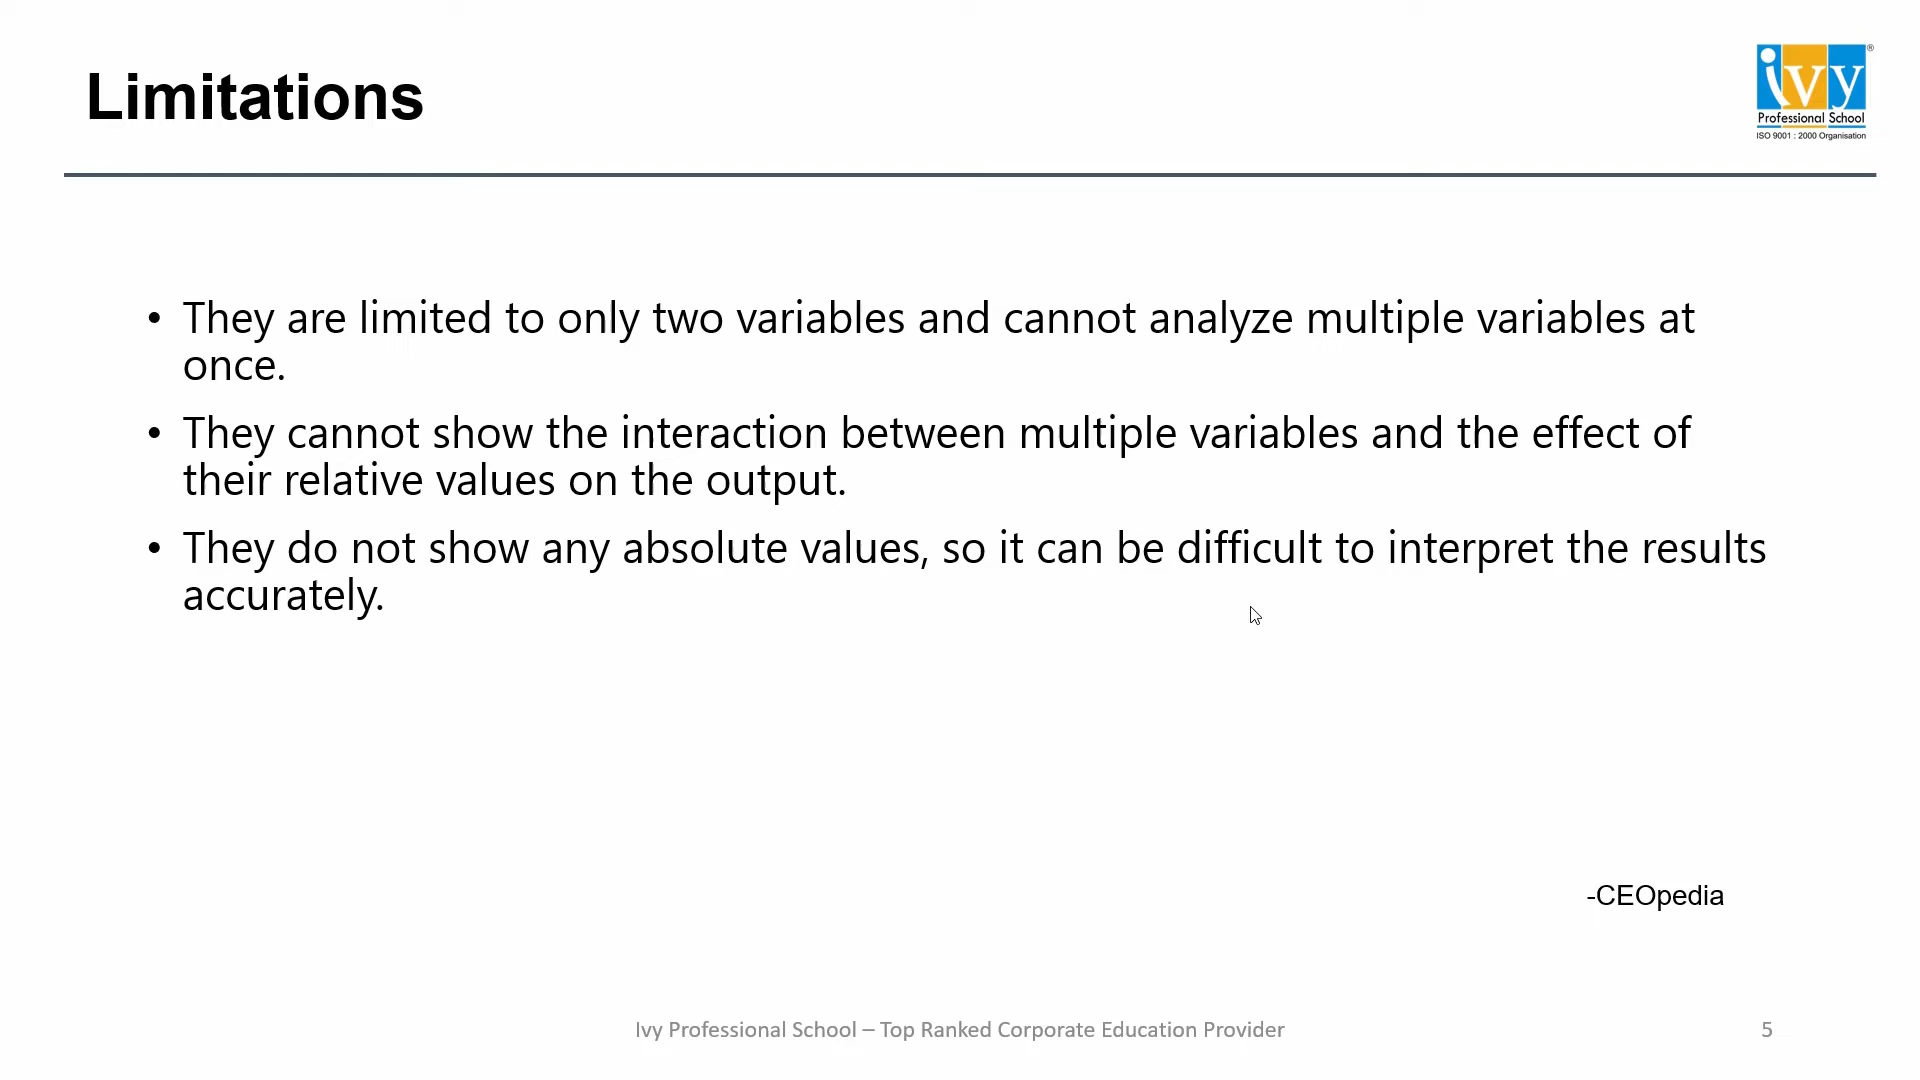 Limitations
ivy
®
Professional School
ISO 9001 : 2000 Organisation
• They are limited to only two variables and cannot analyze multiple variables at
once.
• They cannot show the interaction between multiple variables and the effect of
their relative values on the output.
• They do not show any absolute values, so it can be difficult to interpret the results
accurately.
-CEOpedia
Ivy Professional School – Top Ranked Corporate Education Provider
5